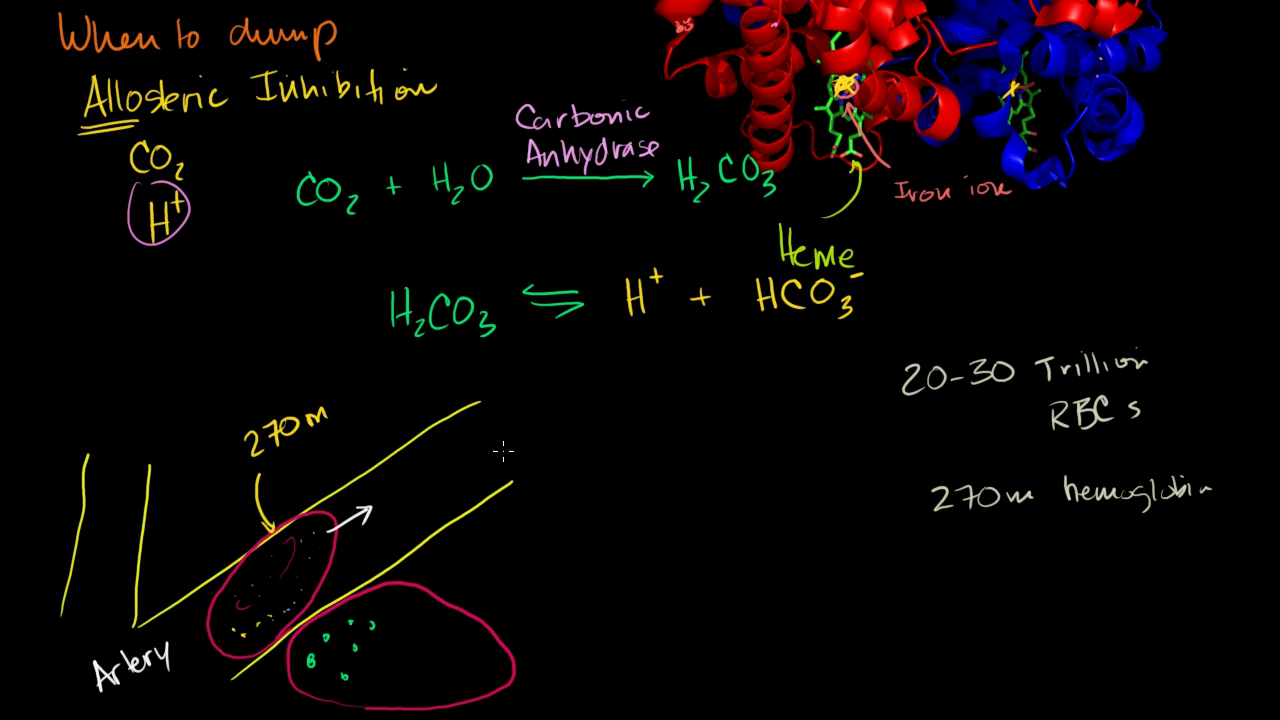 When to dump
Allosteric Inhibition
CO₂
H⁺
Carbonic
Anhydrase
CO₂ + H₂O → H₂CO₃
Iron ion
Heme
H₂CO₃ ⇌ H⁺ + HCO₃⁻
20-30 Trillion
RBCs
270m hemoglobin
270m
Artery